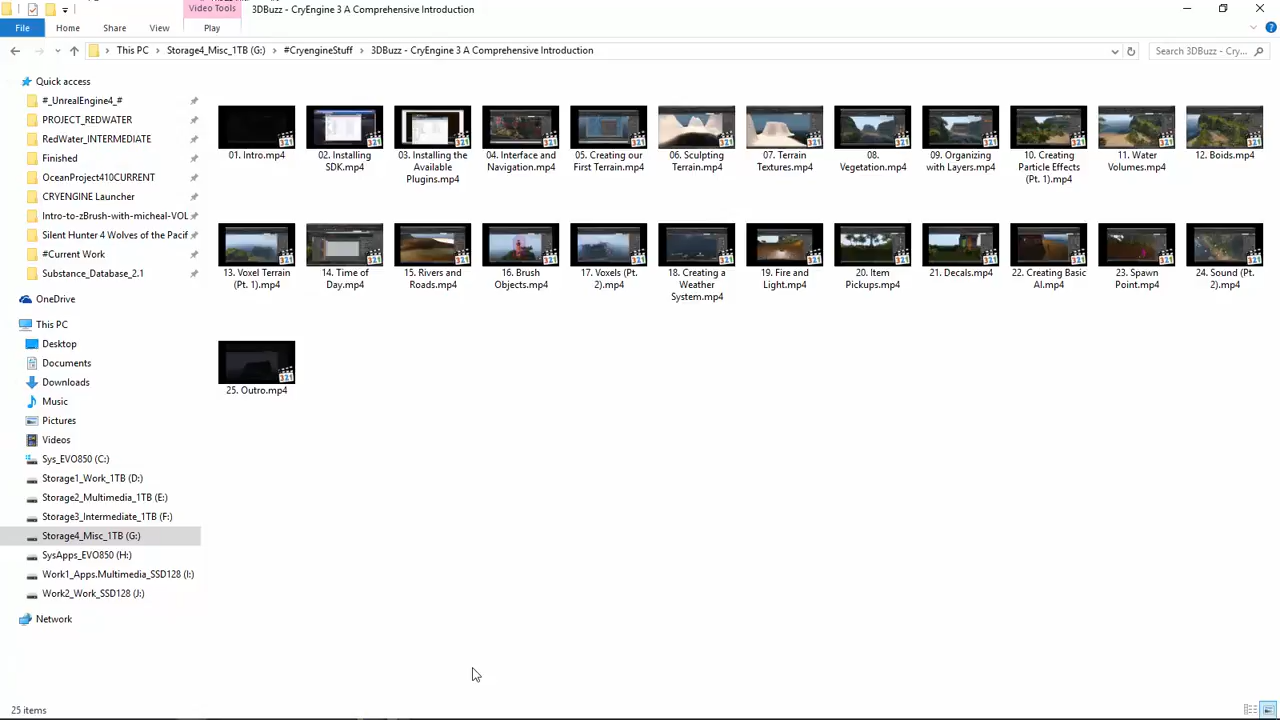 Video Tools
3DBuzz - CryEngine 3 A Comprehensive Introduction
File
Home
Share
View
Play
This PC
Storage4_Misc_1TB (G:)
#CryengineStuff
3DBuzz - CryEngine 3 A Comprehensive Introduction
Search 3DBuzz - Cry...
Quick access
#_UnrealEngine4_#
PROJECT_REDWATER
RedWater_INTERMEDIATE
Finished
OceanProject410CURRENT
CRYENGINE Launcher
Intro-to-zBrush-with-micheal-VOL
Silent Hunter 4 Wolves of the Pacif
#Current Work
Substance_Database_2.1
OneDrive
This PC
Desktop
Documents
Downloads
Music
Pictures
Videos
Sys_EVO850 (C:)
Storage1_Work_1TB (D:)
Storage2_Multimedia_1TB (E:)
Storage3_Intermediate_1TB (F:)
Storage4_Misc_1TB (G:)
SysApps_EVO850 (H:)
Work1_Apps.Multimedia_SSD128 (I:)
Work2_Work_SSD128 (J:)
Network
01. Intro.mp4
02. Installing
SDK.mp4
03. Installing the
Available
Plugins.mp4
04. Interface and
Navigation.mp4
05. Creating our
First Terrain.mp4
06. Sculpting
Terrain.mp4
07. Terrain
Textures.mp4
08.
Vegetation.mp4
09. Organizing
with Layers.mp4
10. Creating
Particle Effects
(Pt. 1).mp4
11. Water
Volumes.mp4
12. Boids.mp4
13. Voxel Terrain
(Pt. 1).mp4
14. Time of
Day.mp4
15. Rivers and
Roads.mp4
16. Brush
Objects.mp4
17. Voxels (Pt.
2).mp4
18. Creating a
Weather
System.mp4
19. Fire and
Light.mp4
20. Item
Pickups.mp4
21. Decals.mp4
22. Creating Basic
AI.mp4
23. Spawn
Point.mp4
24. Sound (Pt.
2).mp4
25. Outro.mp4
25 items